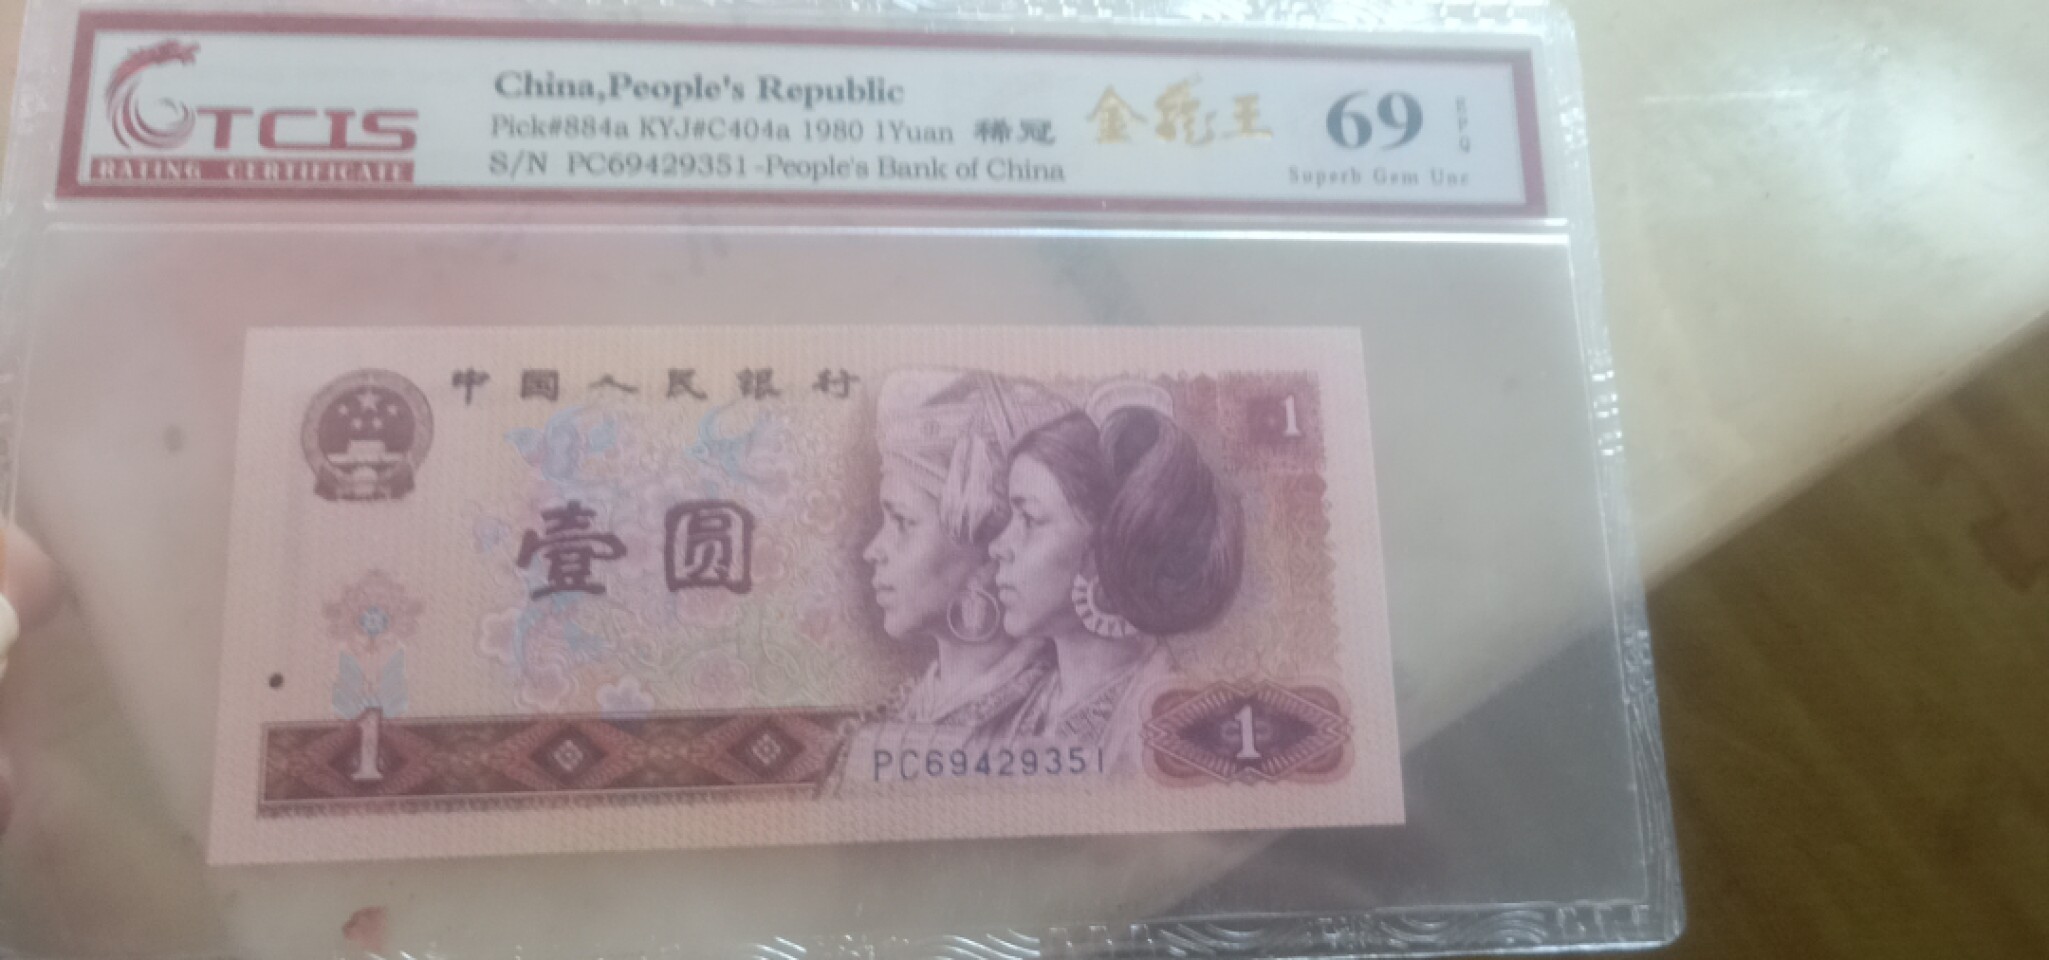 TCIS
RATING CERTIFICATE
China,People's Republic
Pick#884a KYJ#C404a 1980 1Yuan 稀冠
S/N PC69429351-People's Bank of China
金龍王
69
EPQ
Superb Gem Unc
中国人民银行
1
壹圆
1
PC69429351
1